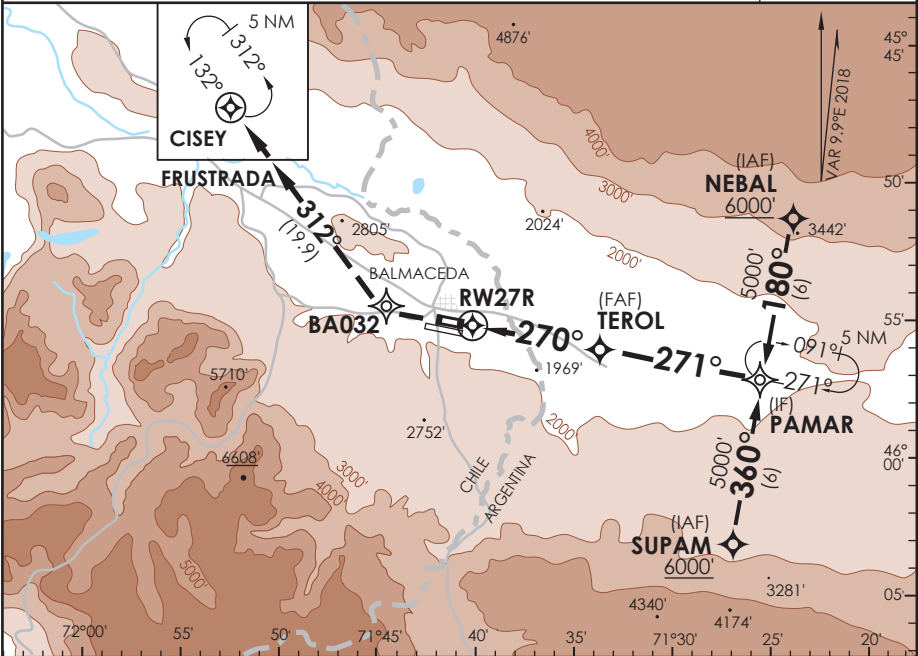 5 NM
312°
132°
CISEY
4876'
45°
45'
VAR 9.9°E 2018
4000'
3000'
50'
(IAF)
NEBAL
6000'
3442'
FRUSTRADA
312°
(19.9)
2805'
2024'
2000'
5000'
180°
(6)
BALMACEDA
RW27R
(FAF)
TEROL
BA032
270°
271°
55'
091°
5 NM
271°
1969'
(IF)
PAMAR
5710'
2752'
2000'
46°
00'
5000'
360°
(6)
6608'
3000'
4000'
CHILE
ARGENTINA
(IAF)
SUPAM
6000'
5000'
3281'
4340'
4174'
05'
72°00'
55'
50'
71°45'
40'
35'
71°30'
25'
20'